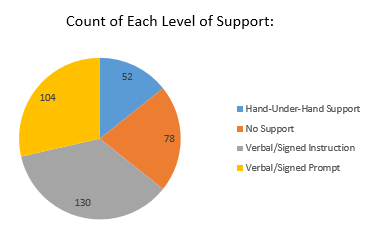 Count of Each Level of Support:
52
104
78
130
Hand-Under-Hand Support
No Support
Verbal/Signed Instruction
Verbal/Signed Prompt